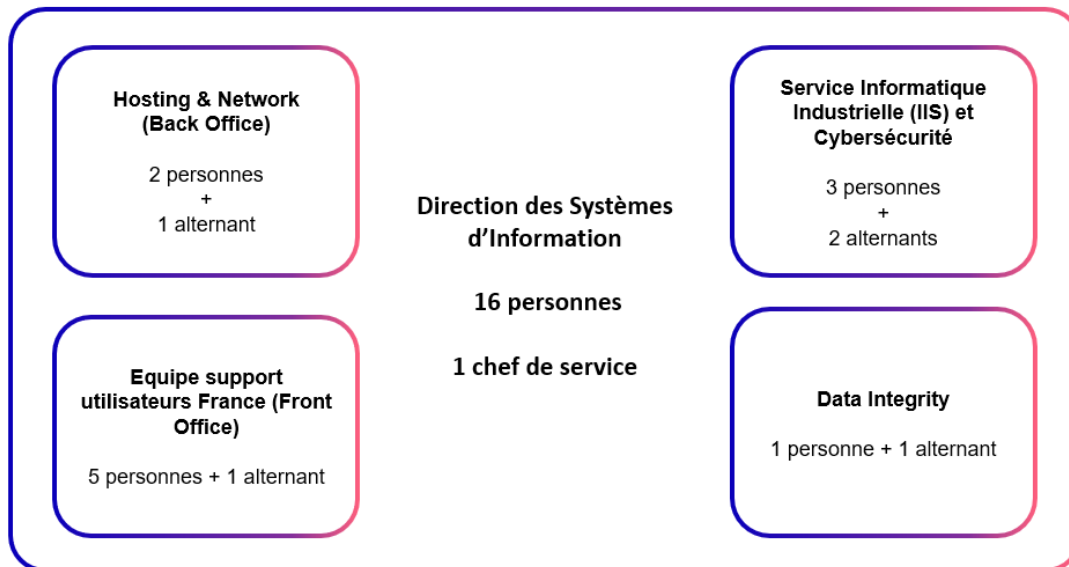 Hosting & Network
(Back Office)
2 personnes
+
1 alternant
Service Informatique
Industrielle (IIS) et
Cybersécurité
3 personnes
+
2 alternants
Direction des Systèmes
d’Information
16 personnes
1 chef de service
Equipe support
utilisateurs France (Front
Office)
5 personnes + 1 alternant
Data Integrity
1 personne + 1 alternant